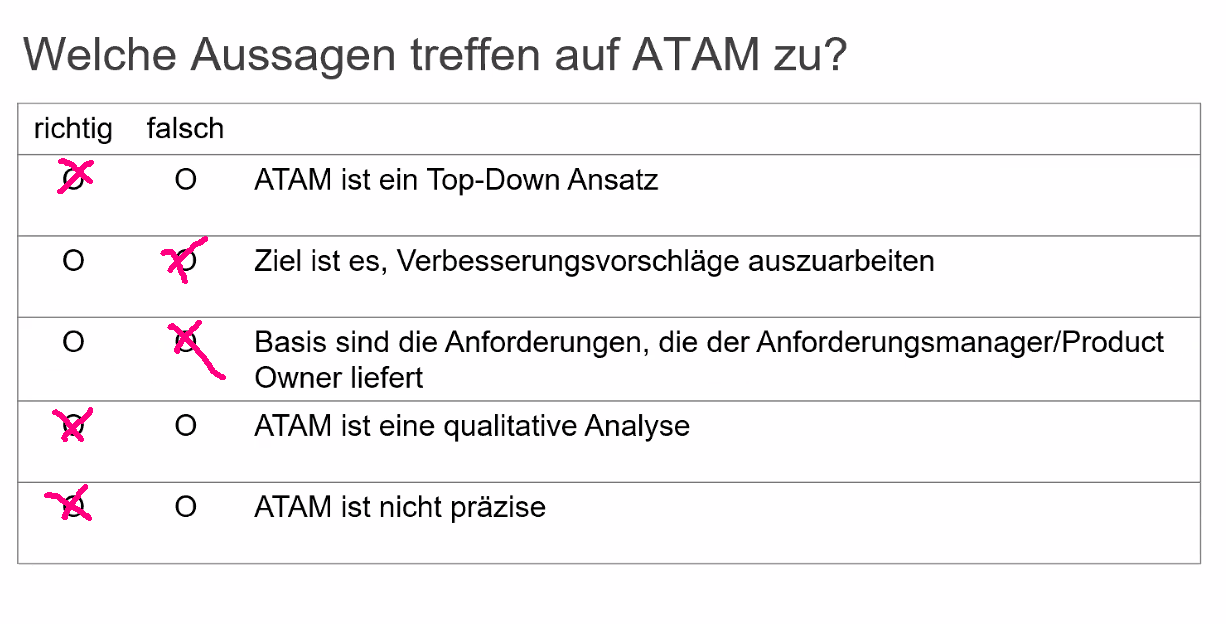 Welche Aussagen treffen auf ATAM zu?
richtig falsch
O O ATAM ist ein Top-Down Ansatz
O O Ziel ist es, Verbesserungsvorschläge auszuarbeiten
O O Basis sind die Anforderungen, die der Anforderungsmanager/Product
Owner liefert
O O ATAM ist eine qualitative Analyse
O O ATAM ist nicht präzise